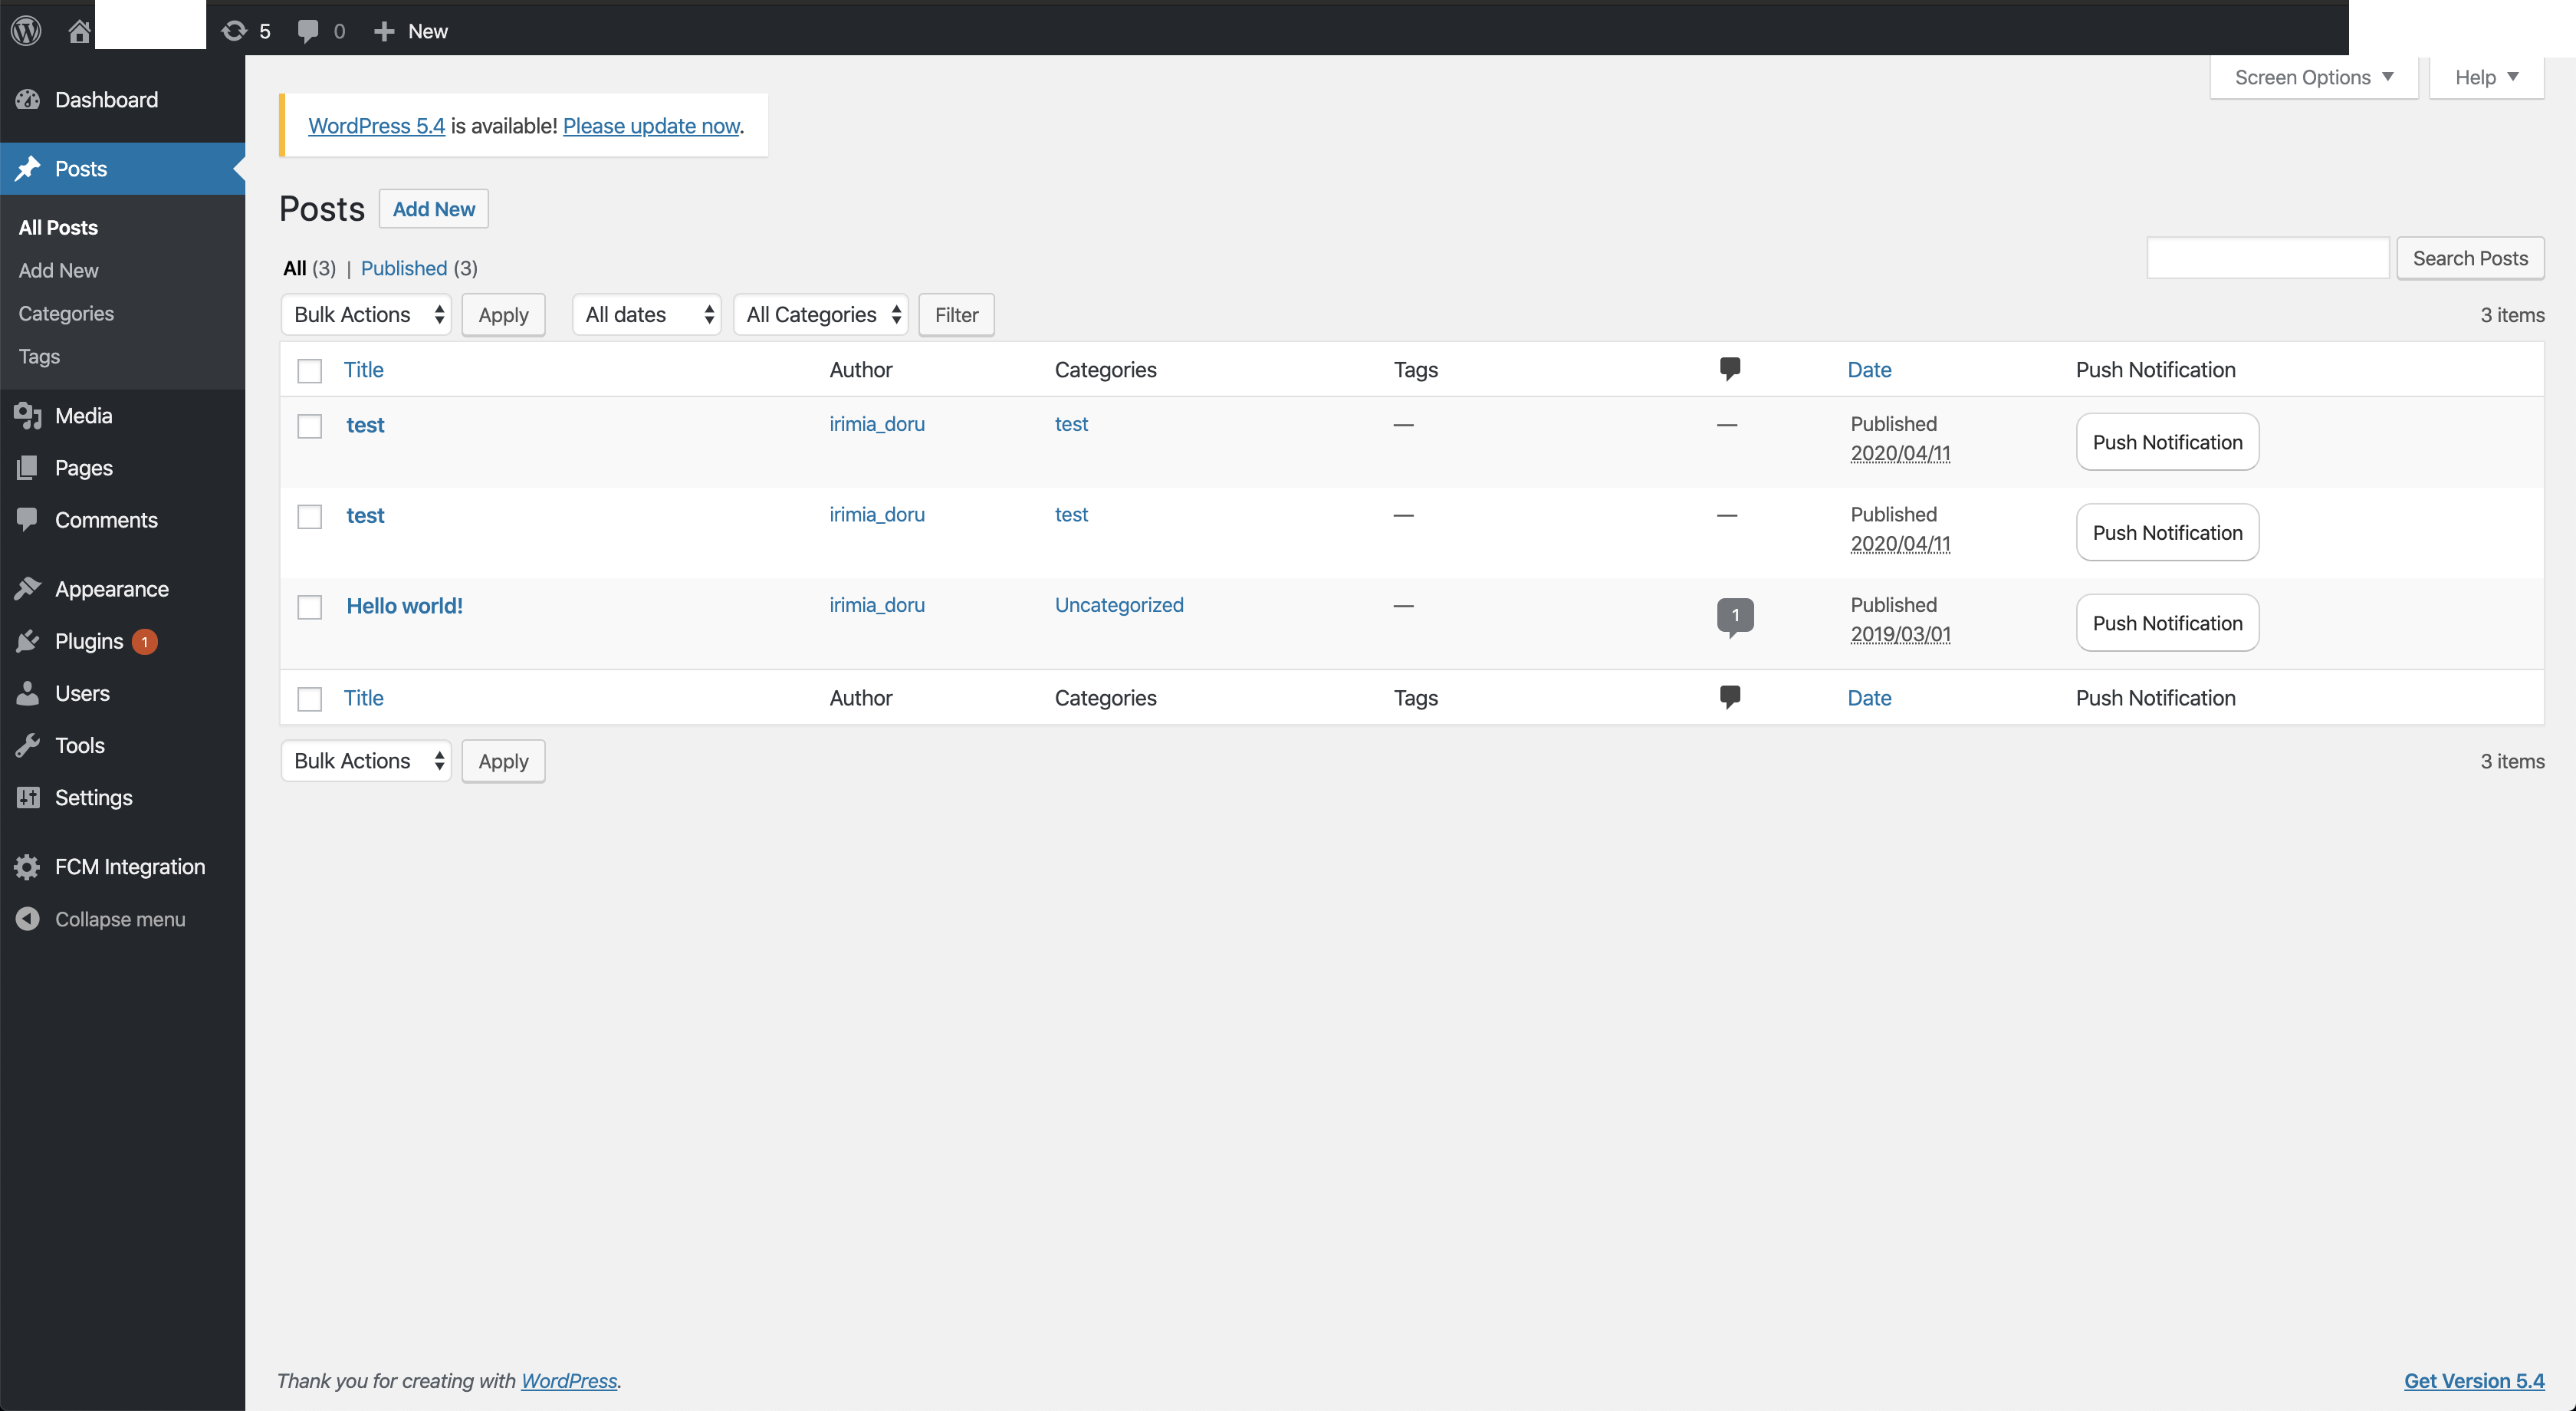 5 0 New
Screen Options Help
Dashboard
WordPress 5.4 is available! Please update now.
Posts
All Posts
Add New
Categories
Tags
Media
Pages
Comments
Appearance
Plugins 1
Users
Tools
Settings
FCM Integration
Collapse menu
Posts Add New
All (3) | Published (3)
Search Posts
Bulk Actions Apply All dates All Categories Filter 3 items
Title Author Categories Tags Date Push Notification
test irimia_doru test — — Published Push Notification
2020/04/11
test irimia_doru test — — Published Push Notification
2020/04/11
Hello world! irimia_doru Uncategorized — 1 Published Push Notification
2019/03/01
Title Author Categories Tags Date Push Notification
Bulk Actions Apply 3 items
Thank you for creating with WordPress. Get Version 5.4